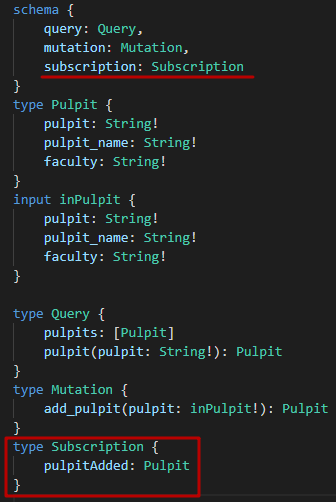 schema {
query: Query,
mutation: Mutation,
subscription: Subscription
}
type Pulpit {
pulpit: String!
pulpit_name: String!
faculty: String!
}
input inPulpit {
pulpit: String!
pulpit_name: String!
faculty: String!
}
type Query {
pulpits: [Pulpit]
pulpit(pulpit: String!): Pulpit
}
type Mutation {
add_pulpit(pulpit: inPulpit!): Pulpit
}
type Subscription {
pulpitAdded: Pulpit
}